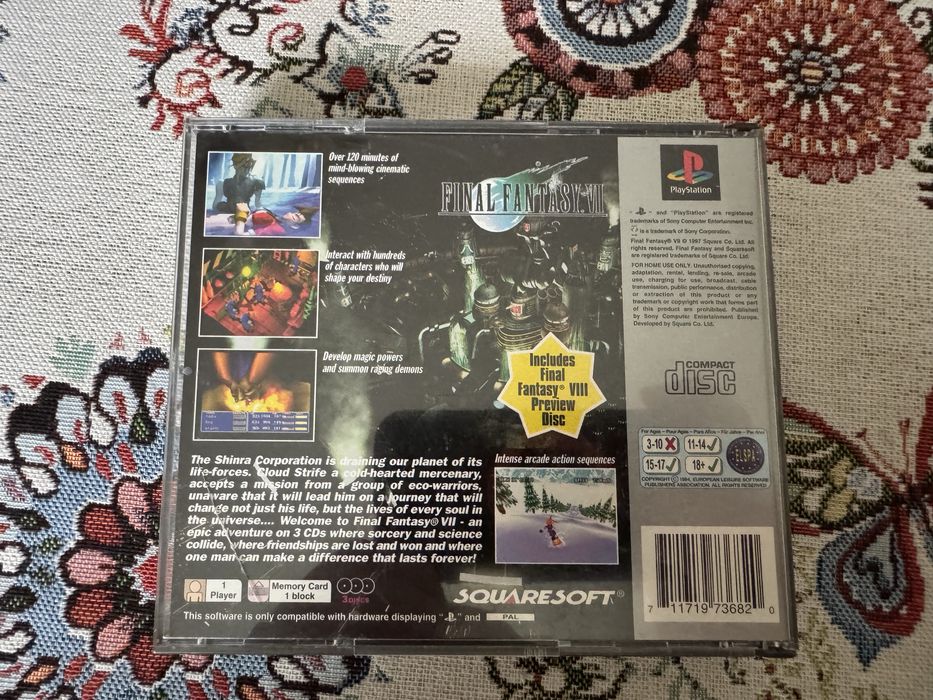 Over 120 minutes of
mind-blowing cinematic
sequences
FINAL FANTASY VII
Interact with hundreds
of characters who will
shape your destiny
Develop magic powers
and summon raging demons
Includes
Final
Fantasy® VIII
Preview
Disc
The Shinra Corporation is draining our planet of its
life-forces. Cloud Strife a cold-hearted mercenary,
accepts a mission from a group of eco-warriors,
unaware that it will lead him on a journey that will
change not just his life, but the lives of every soul in
the universe.... Welcome to Final Fantasy® VII - an
epic adventure on 3 CDs where sorcery and science
collide, where friendships are lost and won and where
one man can make a difference that lasts forever!
Intense arcade action sequences
1
Player
Memory Card
1 block
3 DISCS
SQUARESOFT®
This software is only compatible with hardware displaying " " and PAL
PlayStation
" " and "PlayStation" are registered
trademarks of Sony Computer Entertainment Inc.
is a trademark of Sony Corporation.
Final Fantasy® VII © 1997 Square Co. Ltd. All
rights reserved. Final Fantasy and Squaresoft
are registered trademarks of Square Co. Ltd.
FOR HOME USE ONLY. Unauthorised copying,
adaptation, rental, lending, re-sale, arcade
use, charging for use, broadcast, cable
transmission, public performance, distribution
or extraction of this product or any
trademark or copyright work that forms part
of this product are prohibited. Published
by Sony Computer Entertainment Europe.
Developed by Square Co. Ltd.
COMPACT
disc
For Ages - Pour Ages - Para Años - Für Jahre - Per Anni
3-10 11-14
15-17 18+
ELSPA
COPYRIGHT © 1994, EUROPEAN LEISURE SOFTWARE
PUBLISHERS ASSOCIATION. ALL RIGHTS RESERVED
7 11719 73682 0